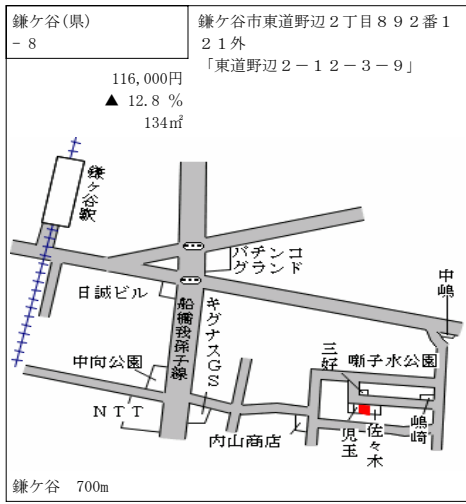 鎌ケ谷(県)
－8
鎌ケ谷市東道野辺２丁目８９２番１
２１外
「東道野辺２－１２－３－９」
116,000円
▲ 12.8 %
134㎡
鎌ケ谷駅
パチンコ
グランド
日誠ビル
船橋我孫子線
キグナスGS
中嶋
中向公園
三好
囃子水公園
ＮＴＴ
内山商店
児玉
佐々木
嶋崎
鎌ケ谷　700m